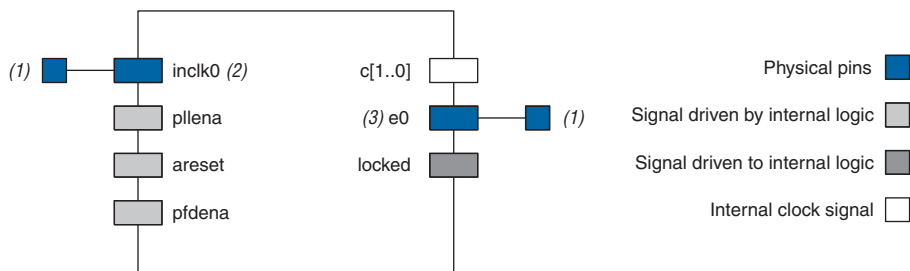 (1) inclk0 (2) c[1..0] Physical pins
pllena (3) e0 (1) Signal driven by internal logic
areset locked Signal driven to internal logic
pfdena Internal clock signal